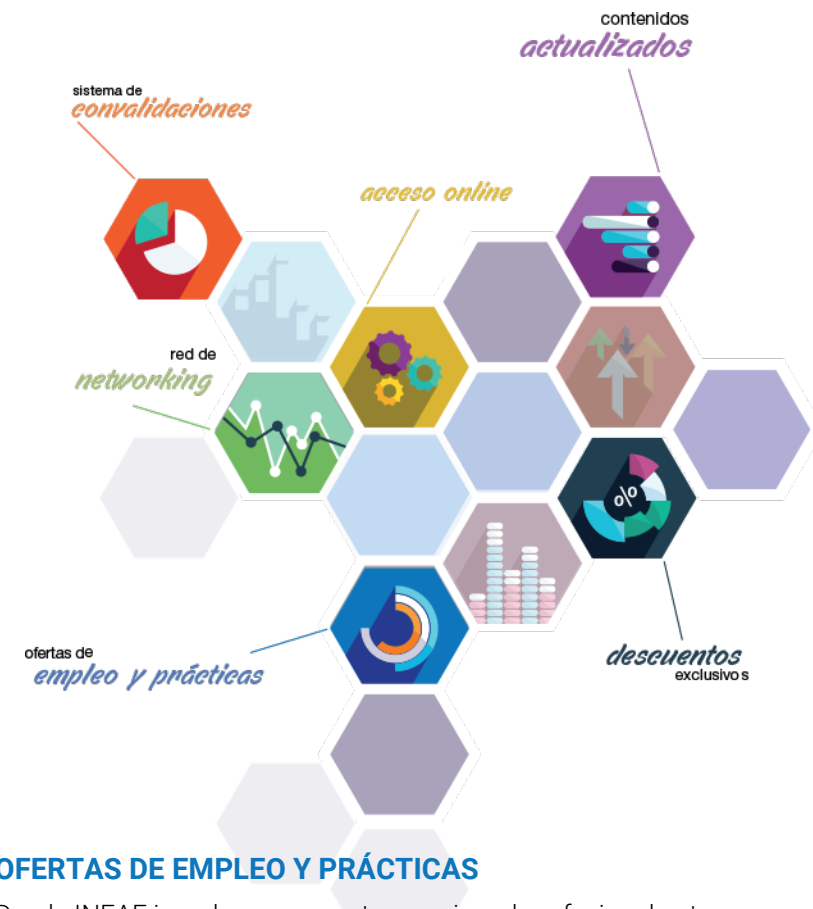 contenidos
actualizados
sistema de
convalidaciones
acceso online
red de
networking
%
ofertas de
empleo y prácticas
descuentos
exclusivos
OFERTAS DE EMPLEO Y PRÁCTICAS